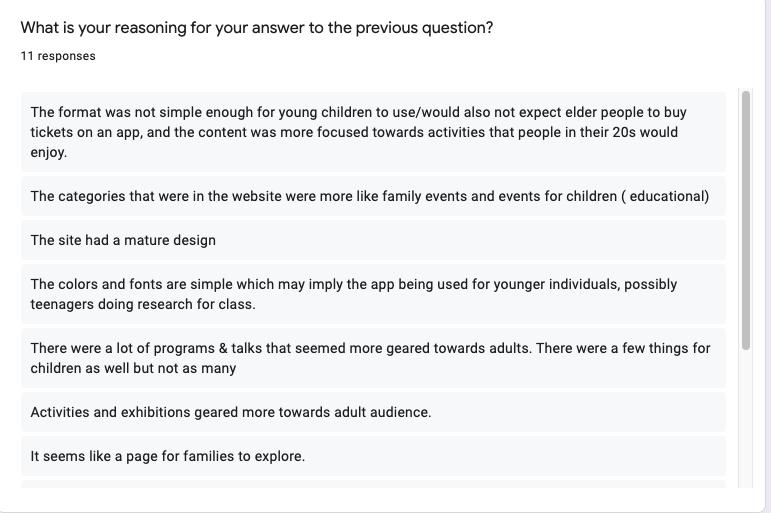 What is your reasoning for your answer to the previous question?
11 responses
The format was not simple enough for young children to use/would also not expect elder people to buy
tickets on an app, and the content was more focused towards activities that people in their 20s would
enjoy.
The categories that were in the website were more like family events and events for children ( educational)
The site had a mature design
The colors and fonts are simple which may imply the app being used for younger individuals, possibly
teenagers doing research for class.
There were a lot of programs & talks that seemed more geared towards adults. There were a few things for
children as well but not as many
Activities and exhibitions geared more towards adult audience.
It seems like a page for families to explore.